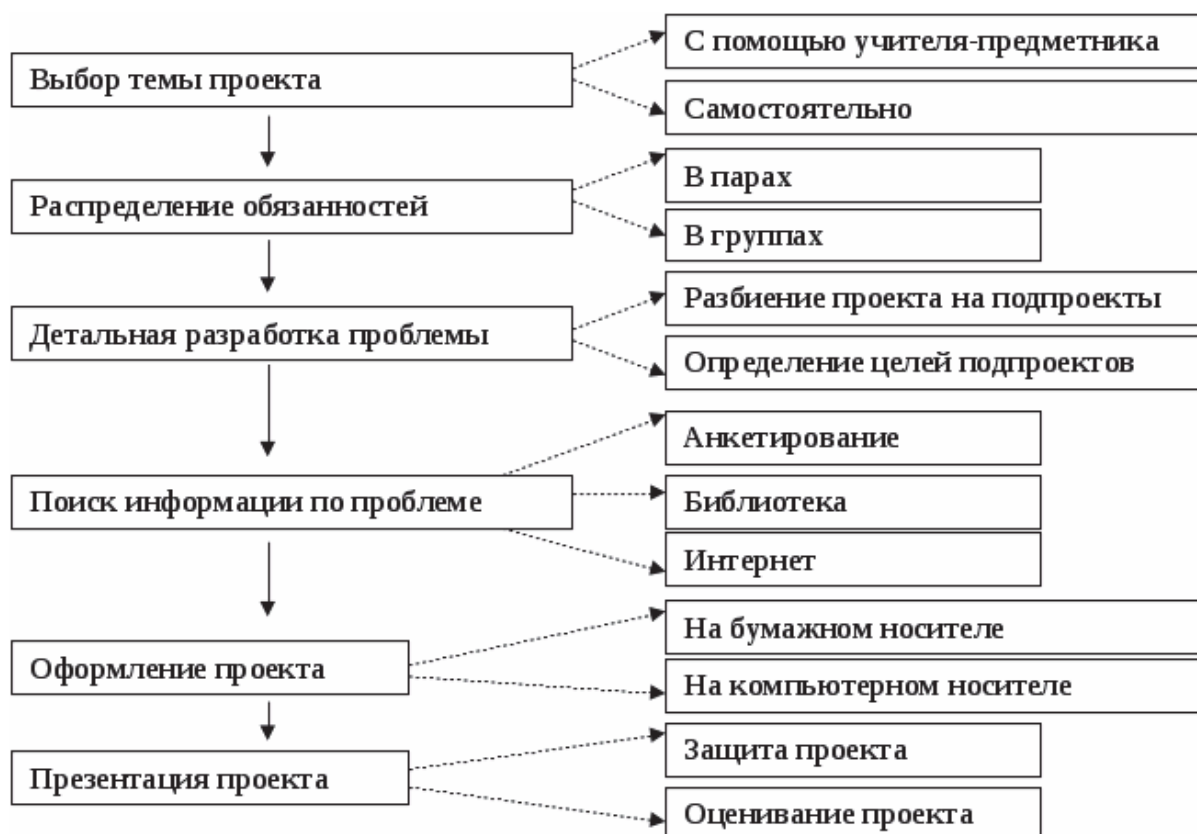 Выбор темы проекта
С помощью учителя-предметника
Самостоятельно
Распределение обязанностей
В парах
В группах
Детальная разработка проблемы
Разбиение проекта на подпроекты
Определение целей подпроектов
Поиск информации по проблеме
Анкетирование
Библиотека
Интернет
Оформление проекта
На бумажном носителе
На компьютерном носителе
Презентация проекта
Защита проекта
Оценивание проекта